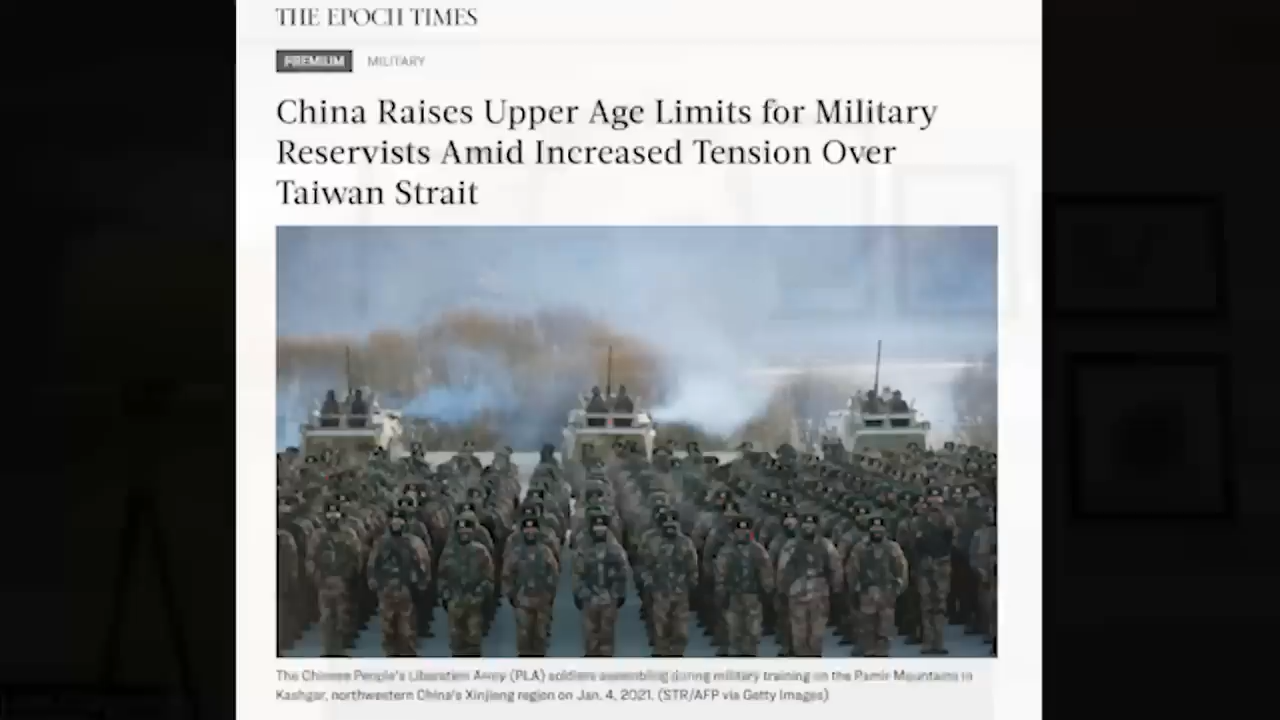 THE EPOCH TIMES
PREMIUM MILITARY
China Raises Upper Age Limits for Military
Reservists Amid Increased Tension Over
Taiwan Strait
The Chinese People's Liberation Army (PLA) soldiers assembling during military training on the Pamir Mountains in
Kashgar, northwestern China's Xinjiang region on Jan. 4, 2021. (STR/AFP via Getty Images)